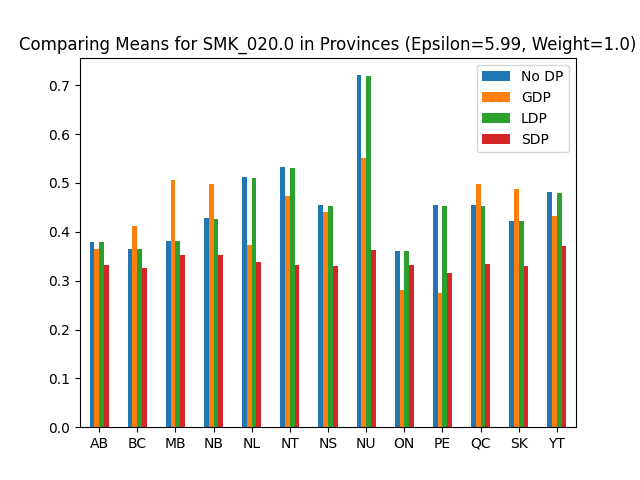 Comparing Means for SMK_020.0 in Provinces (Epsilon=5.99, Weight=1.0)
No DP
GDP
LDP
SDP
0.7
0.6
0.5
0.4
0.3
0.2
0.1
0.0
AB BC MB NB NL NT NS NU ON PE QC SK YT